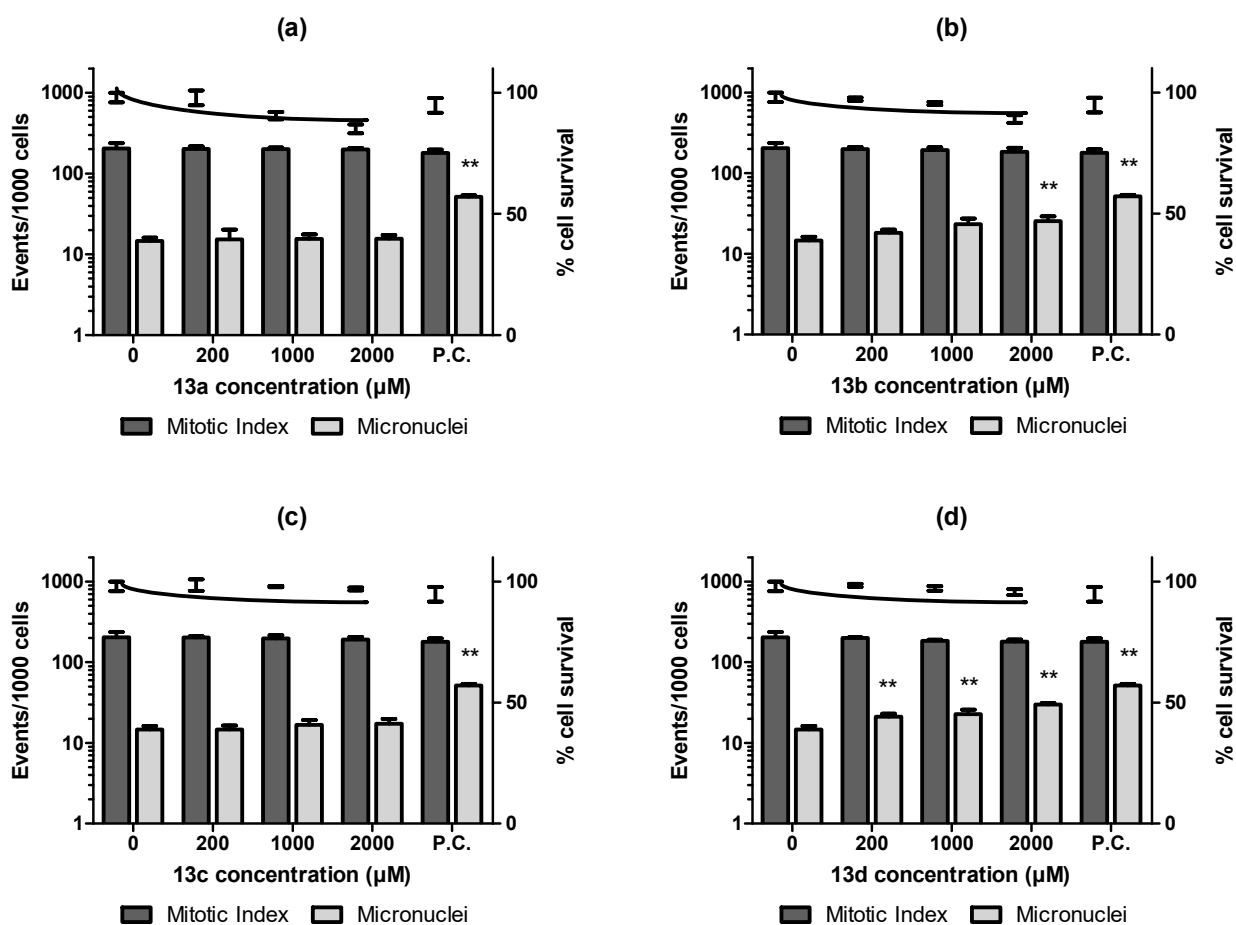 (a)
1000
100
10
1
Events/1000 cells
100
50
0
% cell survival
**
0 200 1000 2000 P.C.
13a concentration (µM)
Mitotic Index Micronuclei
(b)
1000
100
10
1
Events/1000 cells
100
50
0
% cell survival
** **
0 200 1000 2000 P.C.
13b concentration (µM)
Mitotic Index Micronuclei
(c)
1000
100
10
1
Events/1000 cells
100
50
0
% cell survival
**
0 200 1000 2000 P.C.
13c concentration (µM)
Mitotic Index Micronuclei
(d)
1000
100
10
1
Events/1000 cells
100
50
0
% cell survival
** ** ** **
0 200 1000 2000 P.C.
13d concentration (µM)
Mitotic Index Micronuclei